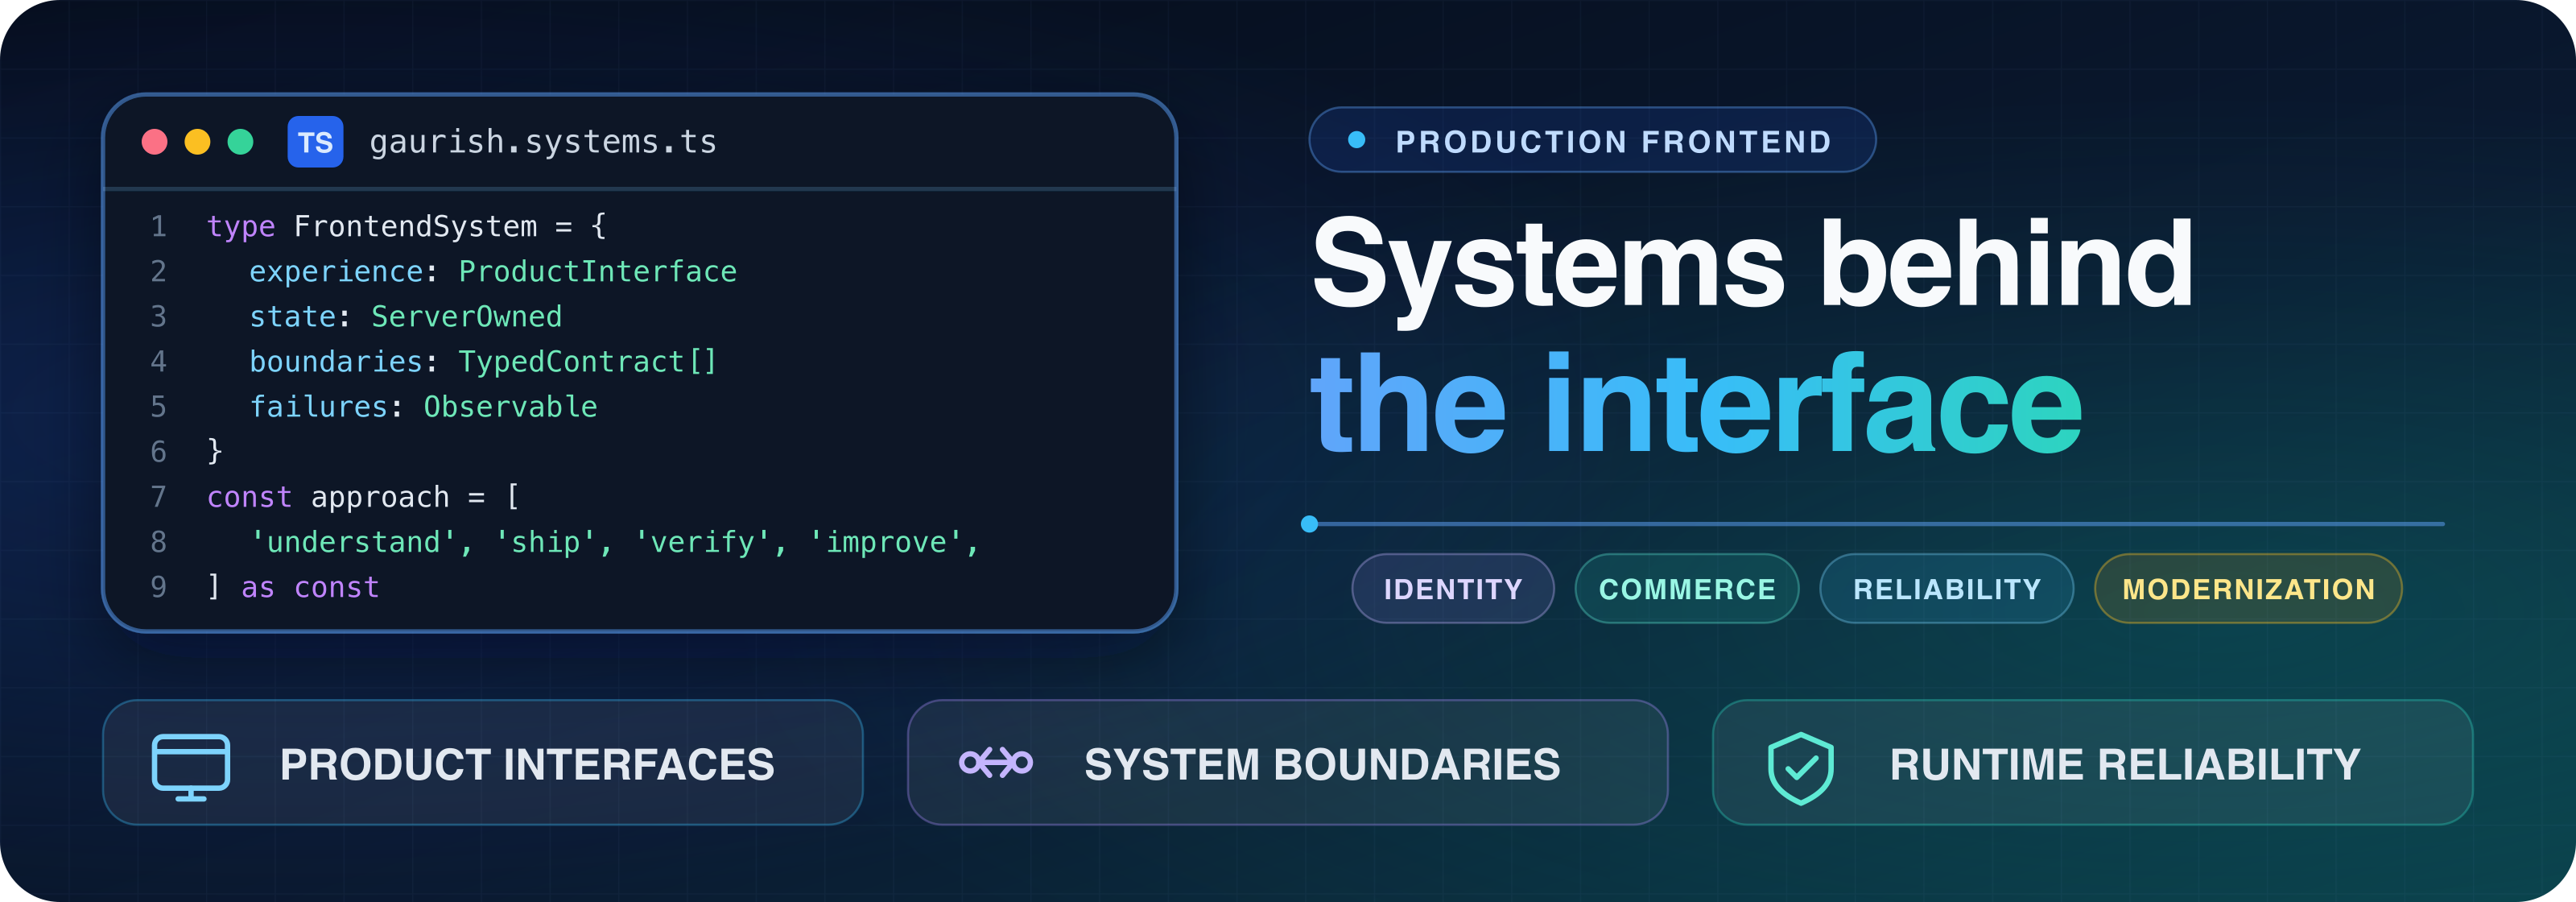 TS gaurish.systems.ts
1 type FrontendSystem = {
2 experience: ProductInterface
3 state: ServerOwned
4 boundaries: TypedContract[]
5 failures: Observable
6 }
7 const approach = [
8 'understand', 'ship', 'verify', 'improve',
9 ] as const
PRODUCTION FRONTEND
Systems behind
the interface
IDENTITY COMMERCE RELIABILITY MODERNIZATION
PRODUCT INTERFACES SYSTEM BOUNDARIES RUNTIME RELIABILITY